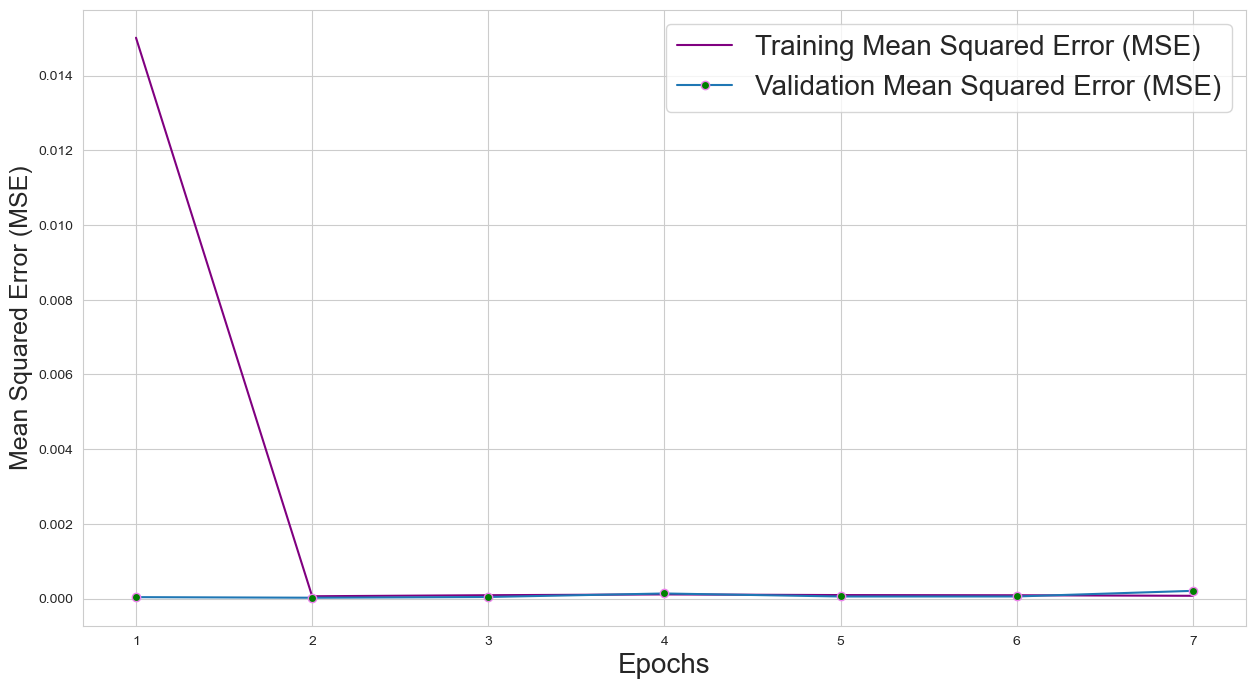 Training Mean Squared Error (MSE)
Validation Mean Squared Error (MSE)
Mean Squared Error (MSE)
0.014
0.012
0.010
0.008
0.006
0.004
0.002
0.000
1 2 3 4 5 6 7
Epochs